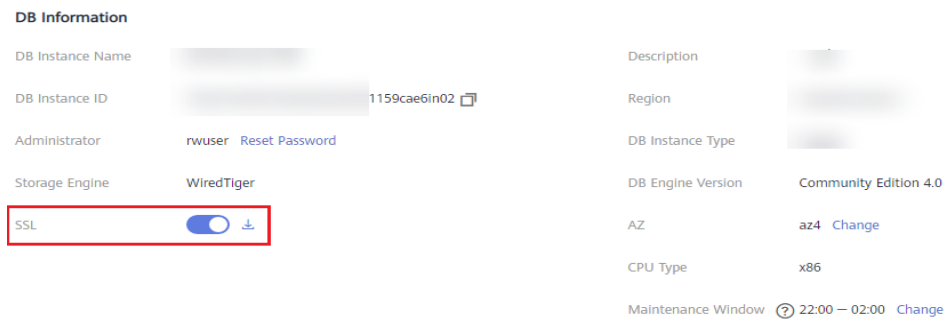 DB Information
DB Instance Name
Description
DB Instance ID 1159cae6in02
Region
Administrator rwuser Reset Password
DB Instance Type
Storage Engine WiredTiger
DB Engine Version Community Edition 4.0
SSL
AZ az4 Change
CPU Type x86
Maintenance Window ? 22:00 — 02:00 Change